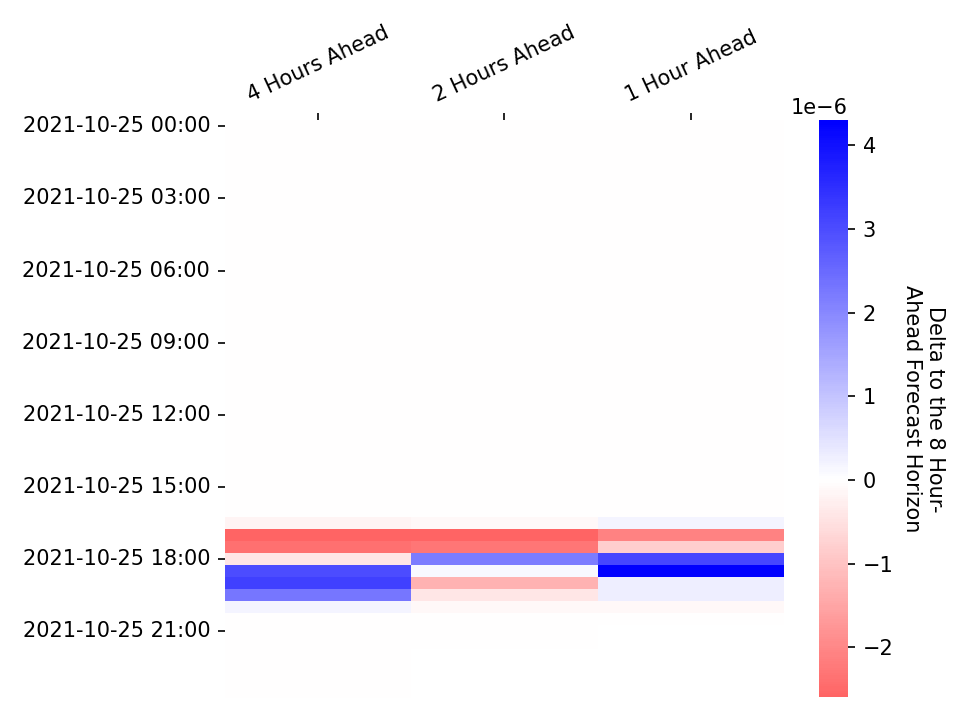 4 Hours Ahead
2 Hours Ahead
1 Hour Ahead
1e−6
2021-10-25 00:00
2021-10-25 03:00
2021-10-25 06:00
2021-10-25 09:00
2021-10-25 12:00
2021-10-25 15:00
2021-10-25 18:00
2021-10-25 21:00
4
3
2
1
0
−1
−2
Delta to the 8 Hour-
Ahead Forecast Horizon